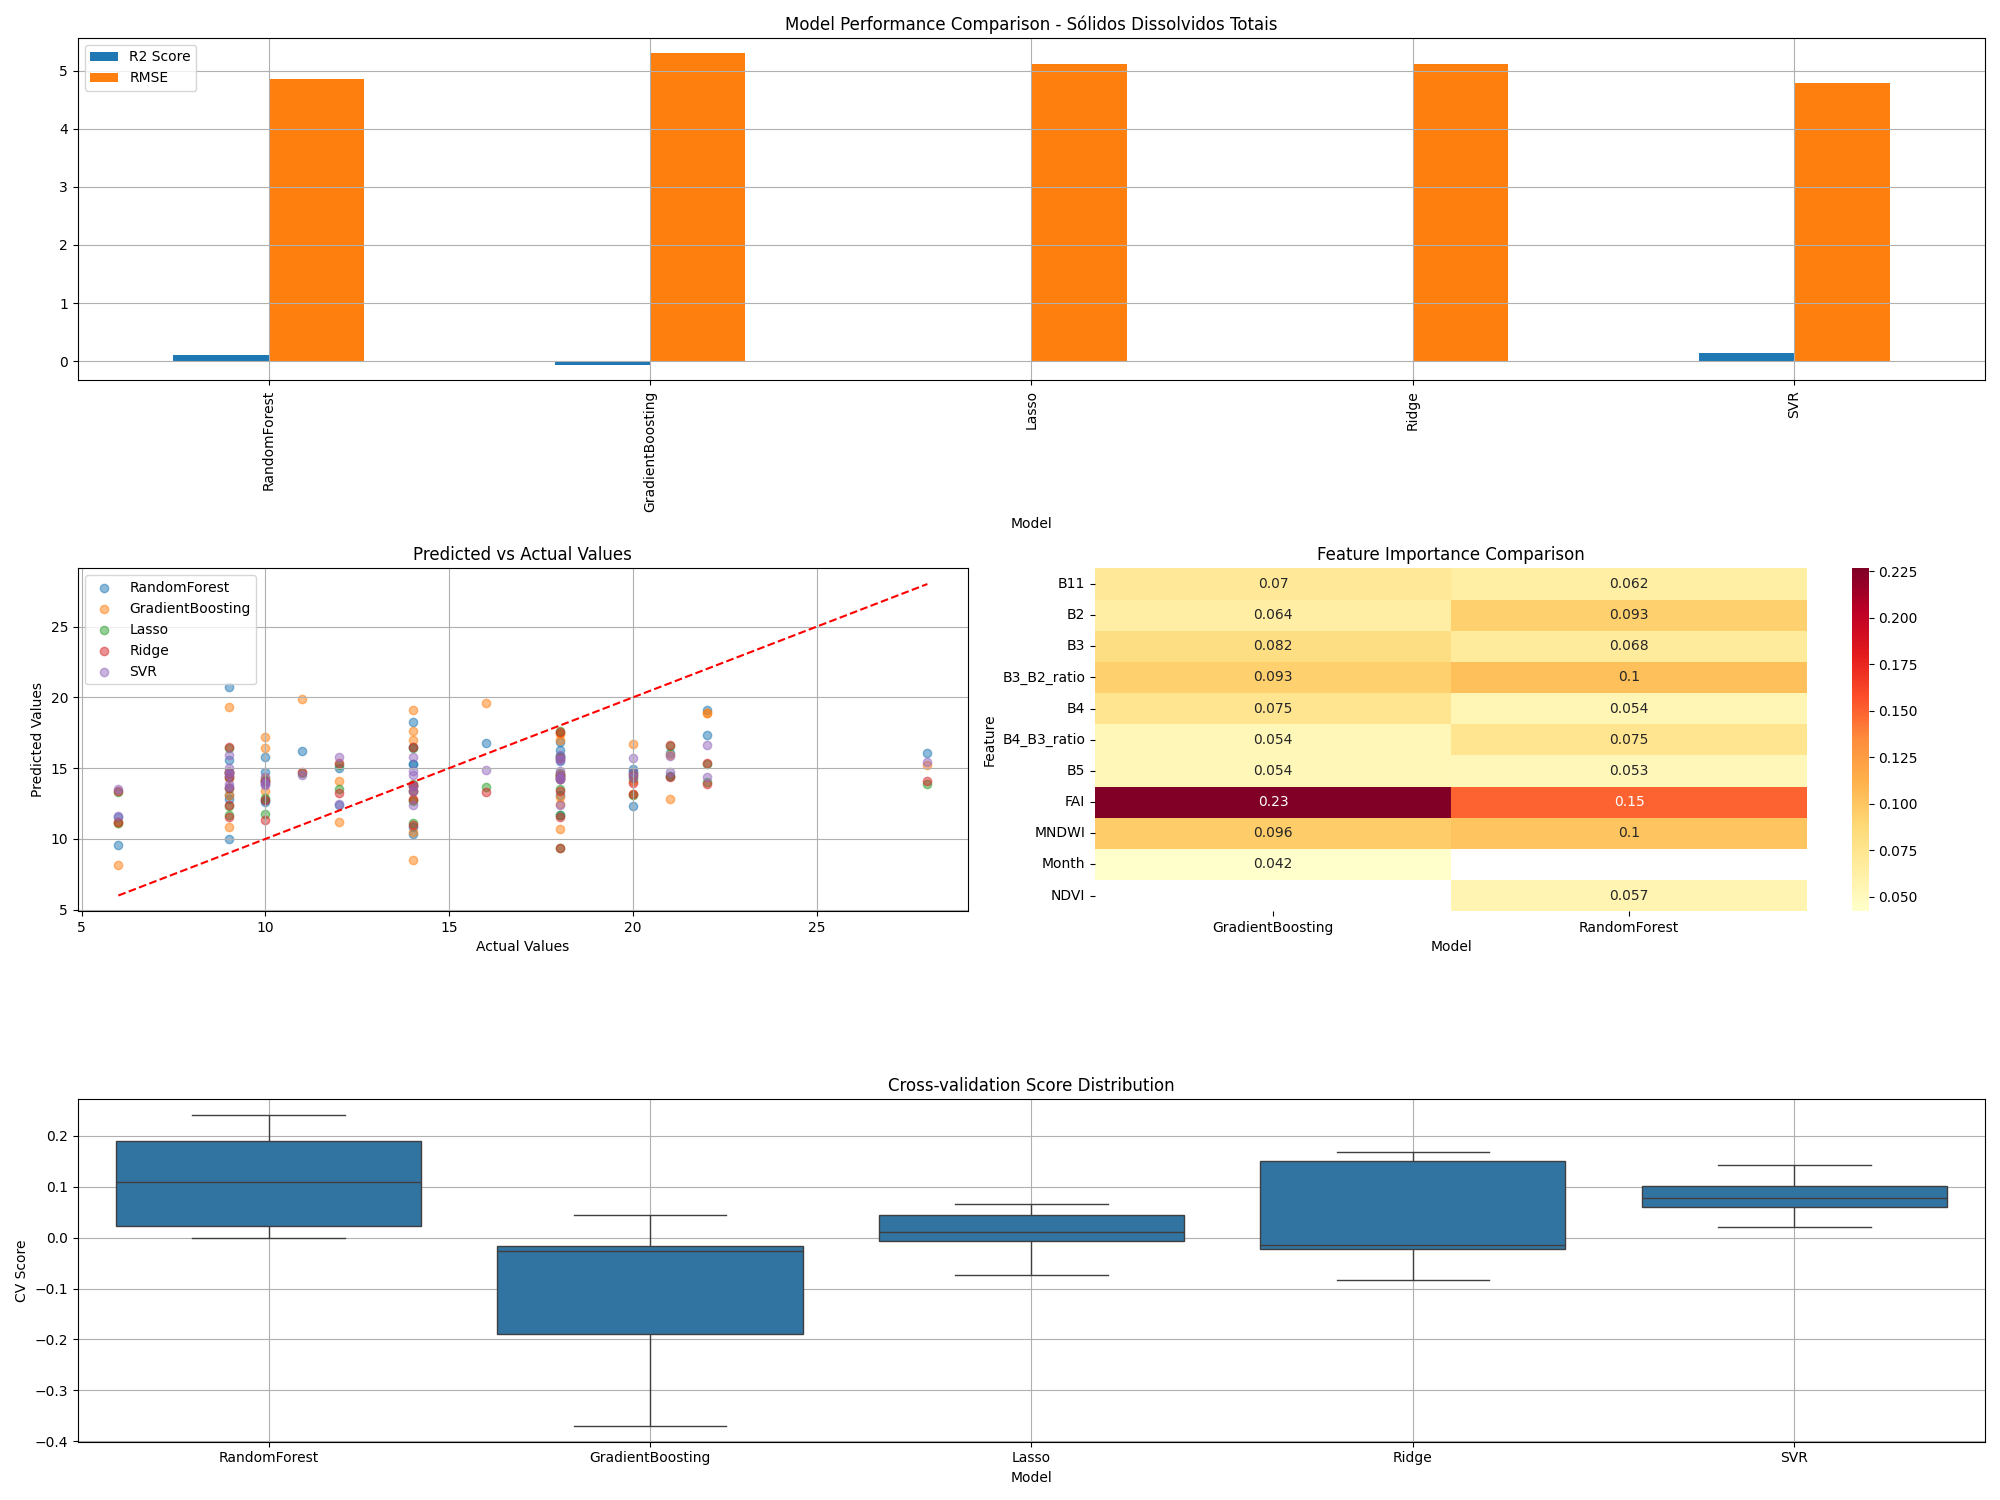 Model Performance Comparison - Sólidos Dissolvidos Totais
R2 Score
RMSE
5
4
3
2
1
0
RandomForest
GradientBoosting
Lasso
Ridge
SVR
Model
Predicted vs Actual Values
RandomForest
GradientBoosting
Lasso
Ridge
SVR
Predicted Values
25
20
15
10
5
5 10 15 20 25
Actual Values
Feature Importance Comparison
Feature
B11 0.07 0.062
B2 0.064 0.093
B3 0.082 0.068
B3_B2_ratio 0.093 0.1
B4 0.075 0.054
B4_B3_ratio 0.054 0.075
B5 0.054 0.053
FAI 0.23 0.15
MNDWI 0.096 0.1
Month 0.042
NDVI 0.057
GradientBoosting RandomForest
Model
0.225
0.200
0.175
0.150
0.125
0.100
0.075
0.050
Cross-validation Score Distribution
CV Score
0.2
0.1
0.0
−0.1
−0.2
−0.3
−0.4
RandomForest GradientBoosting Lasso Ridge SVR
Model